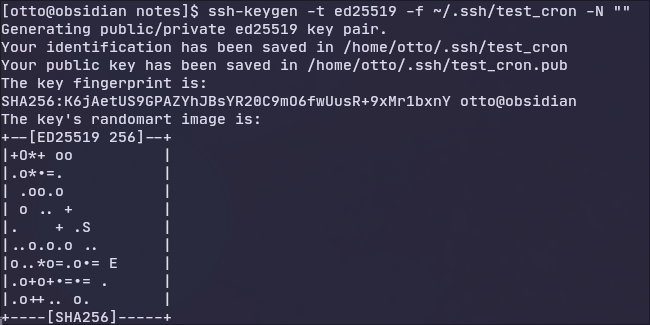 [otto@obsidian notes]$ ssh-keygen -t ed25519 -f ~/.ssh/test_cron -N ""
Generating public/private ed25519 key pair.
Your identification has been saved in /home/otto/.ssh/test_cron
Your public key has been saved in /home/otto/.ssh/test_cron.pub
The key fingerprint is:
SHA256:K6jAetUS9GPAZYhJBsYR20C9mO6fwUusR+9xMr1bxnY otto@obsidian
The key's randomart image is:
+--[ED25519 256]--+
|+O*+ oo          |
|.o*•=.           |
| .oo.o           |
| o .. +          |
|.    + .S        |
|..o.o.o ..       |
|o..*o=.o•= E     |
|.o+o+•=•= .      |
|.o++.. o.        |
+----[SHA256]-----+